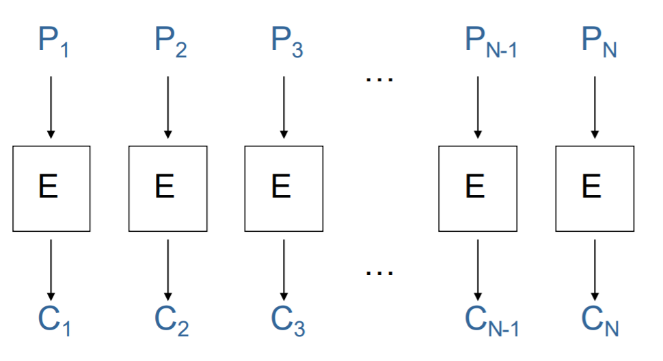 P1 P2 P3 ... PN-1 PN
E E E E E
...
C1 C2 C3 CN-1 CN